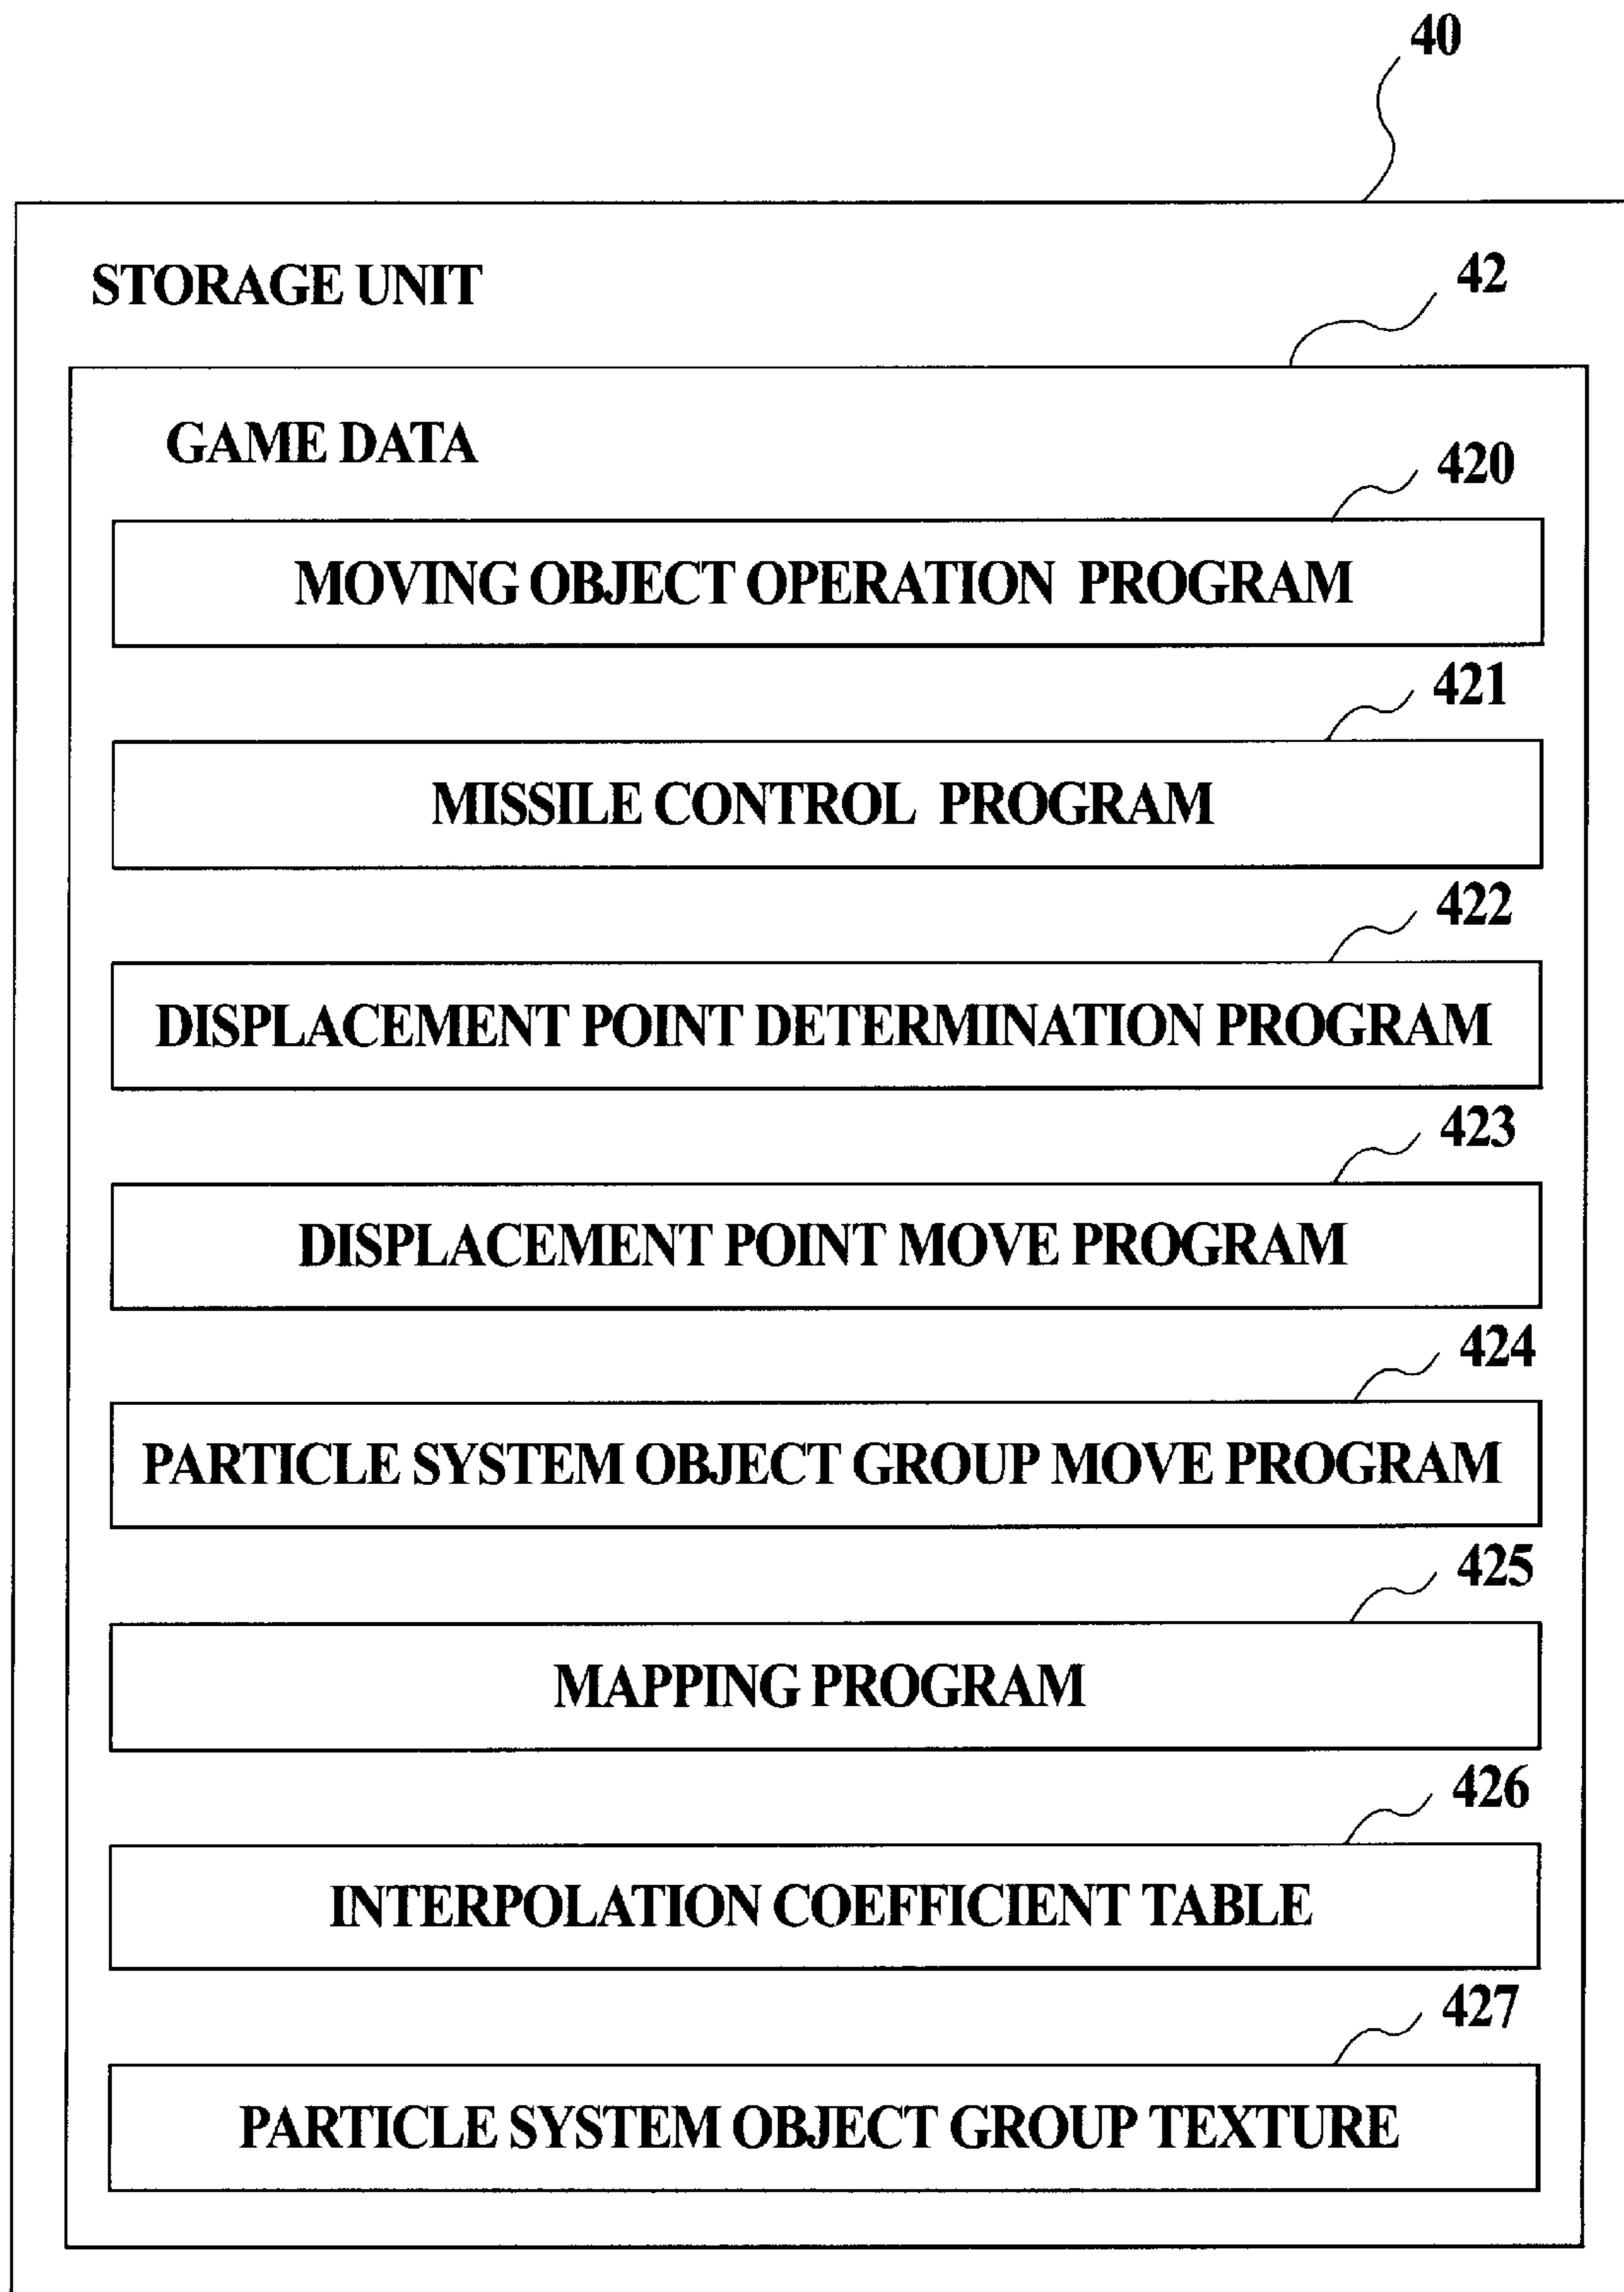 40
STORAGE UNIT
42
GAME DATA
420
MOVING OBJECT OPERATION PROGRAM
421
MISSILE CONTROL PROGRAM
422
DISPLACEMENT POINT DETERMINATION PROGRAM
423
DISPLACEMENT POINT MOVE PROGRAM
424
PARTICLE SYSTEM OBJECT GROUP MOVE PROGRAM
425
MAPPING PROGRAM
426
INTERPOLATION COEFFICIENT TABLE
427
PARTICLE SYSTEM OBJECT GROUP TEXTURE